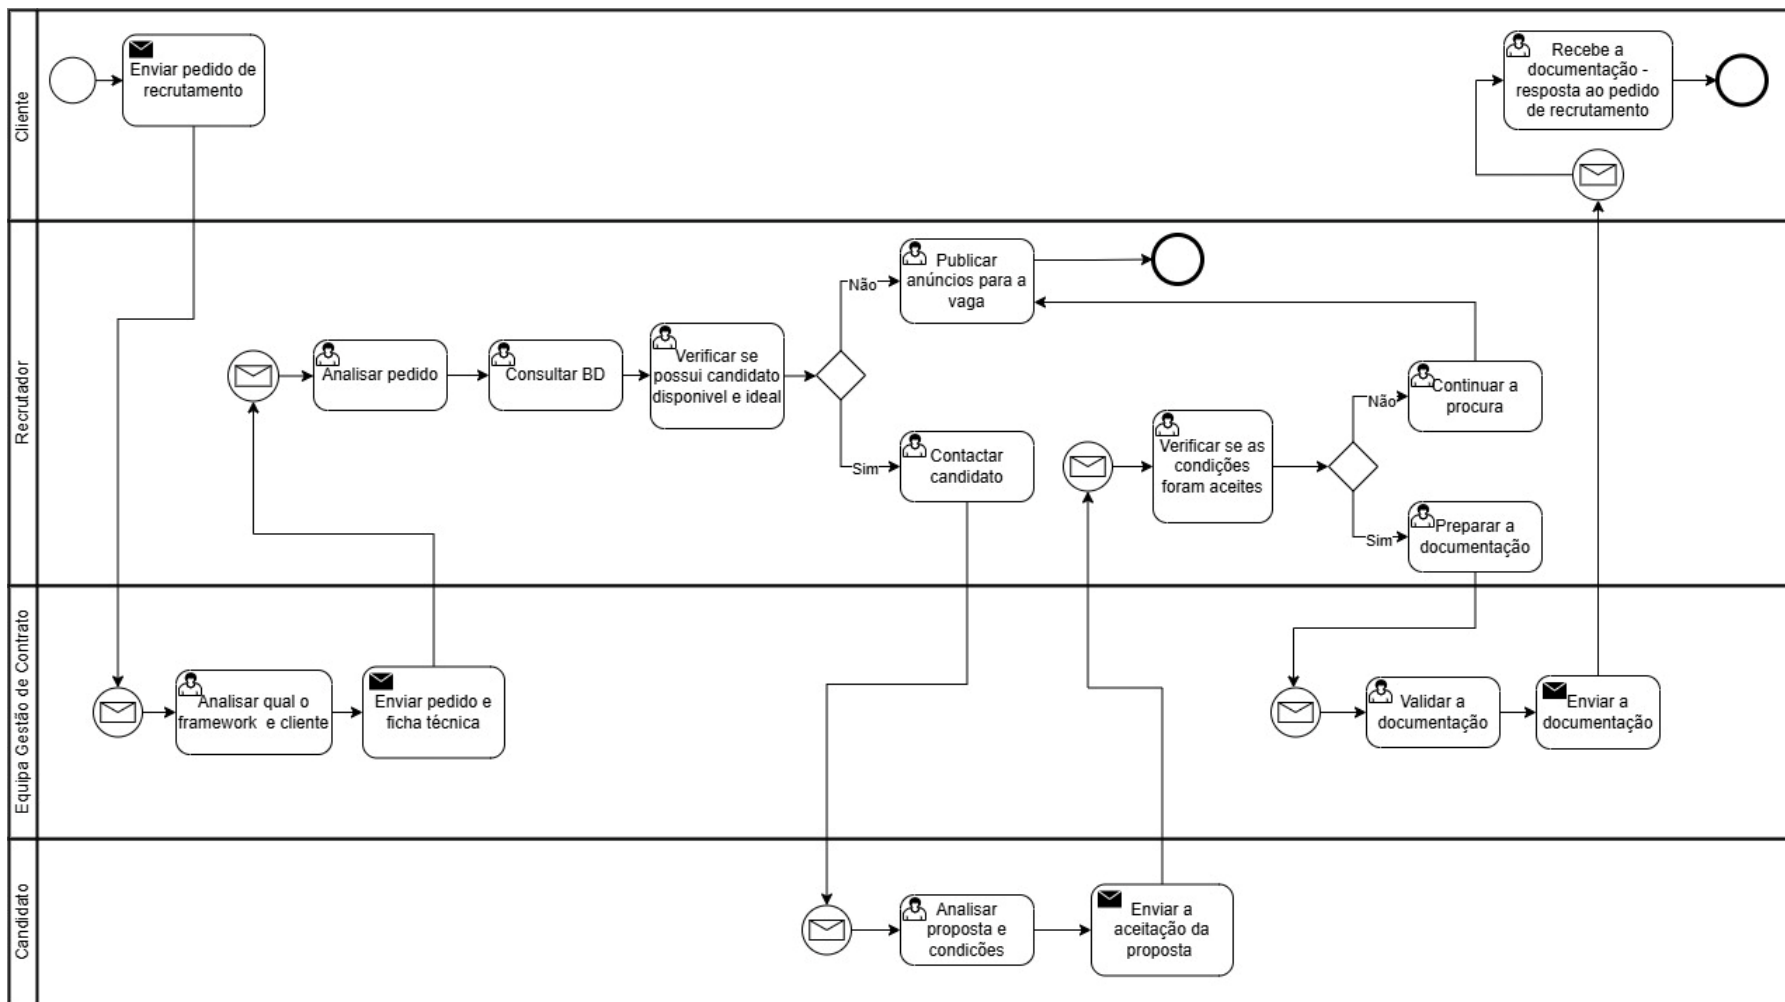 Cliente
Enviar pedido de
recrutamento
Recebe a
documentação -
resposta ao pedido
de recrutamento
Recrutador
Analisar pedido
Consultar BD
Verificar se
possui candidato
disponivel e ideal
Não
Sim
Publicar
anúncios para a
vaga
Contactar
candidato
Verificar se as
condições
foram aceites
Não
Sim
Continuar a
procura
Preparar a
documentação
Equipa Gestão de Contrato
Analisar qual o
framework e cliente
Enviar pedido e
ficha técnica
Validar a
documentação
Enviar a
documentação
Candidato
Analisar
proposta e
condicões
Enviar a
aceitação da
proposta